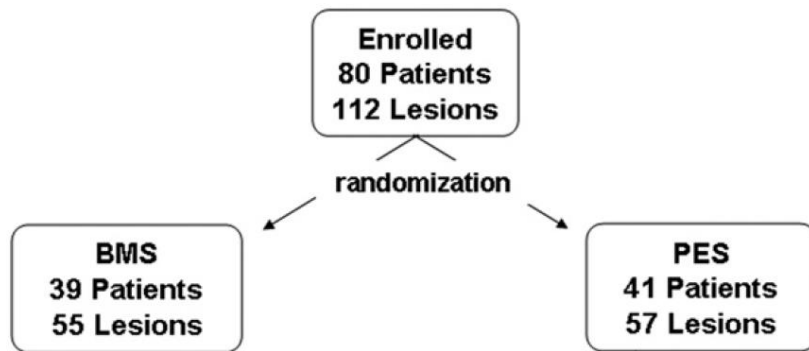 Enrolled
80 Patients
112 Lesions
randomization
BMS
39 Patients
55 Lesions
PES
41 Patients
57 Lesions